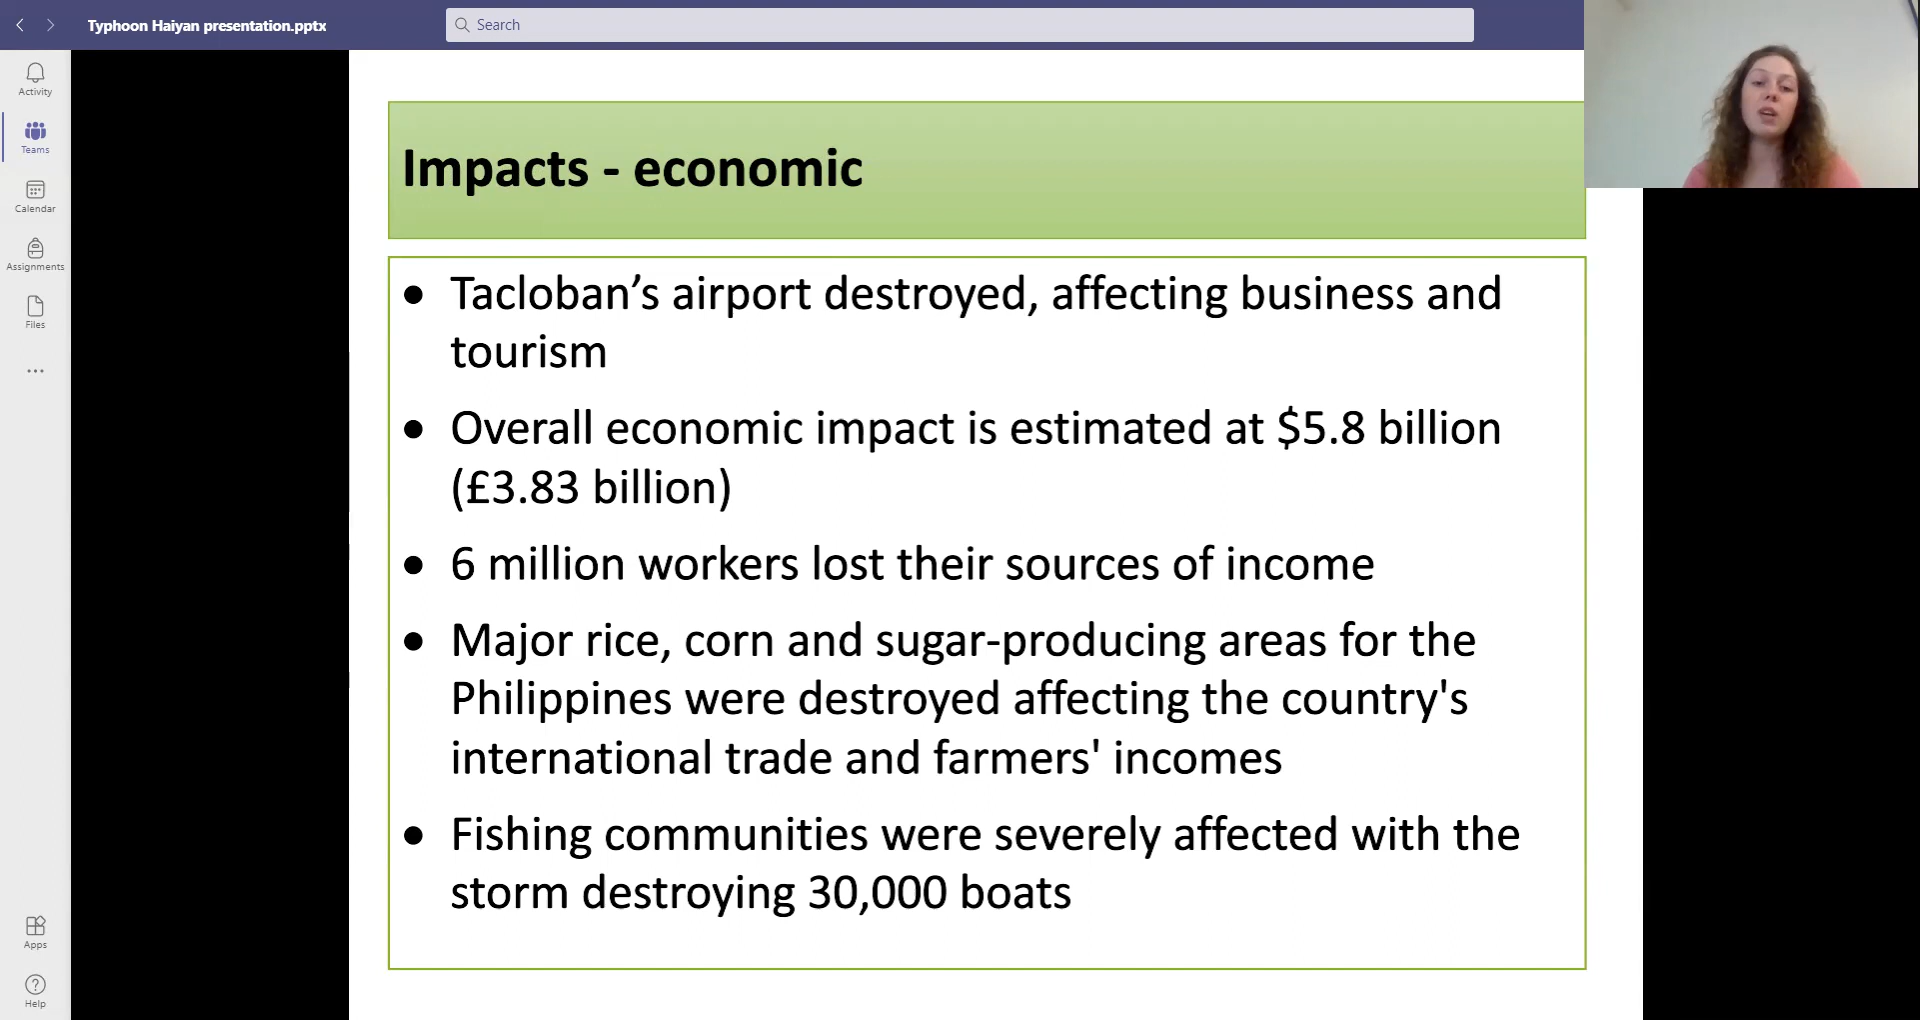 Typhoon Haiyan presentation.pptx
Search
Activity
Teams
Calendar
Assignments
Files
Apps
Help
Impacts - economic
• Tacloban’s airport destroyed, affecting business and
tourism
• Overall economic impact is estimated at $5.8 billion
(£3.83 billion)
• 6 million workers lost their sources of income
• Major rice, corn and sugar-producing areas for the
Philippines were destroyed affecting the country's
international trade and farmers' incomes
• Fishing communities were severely affected with the
storm destroying 30,000 boats